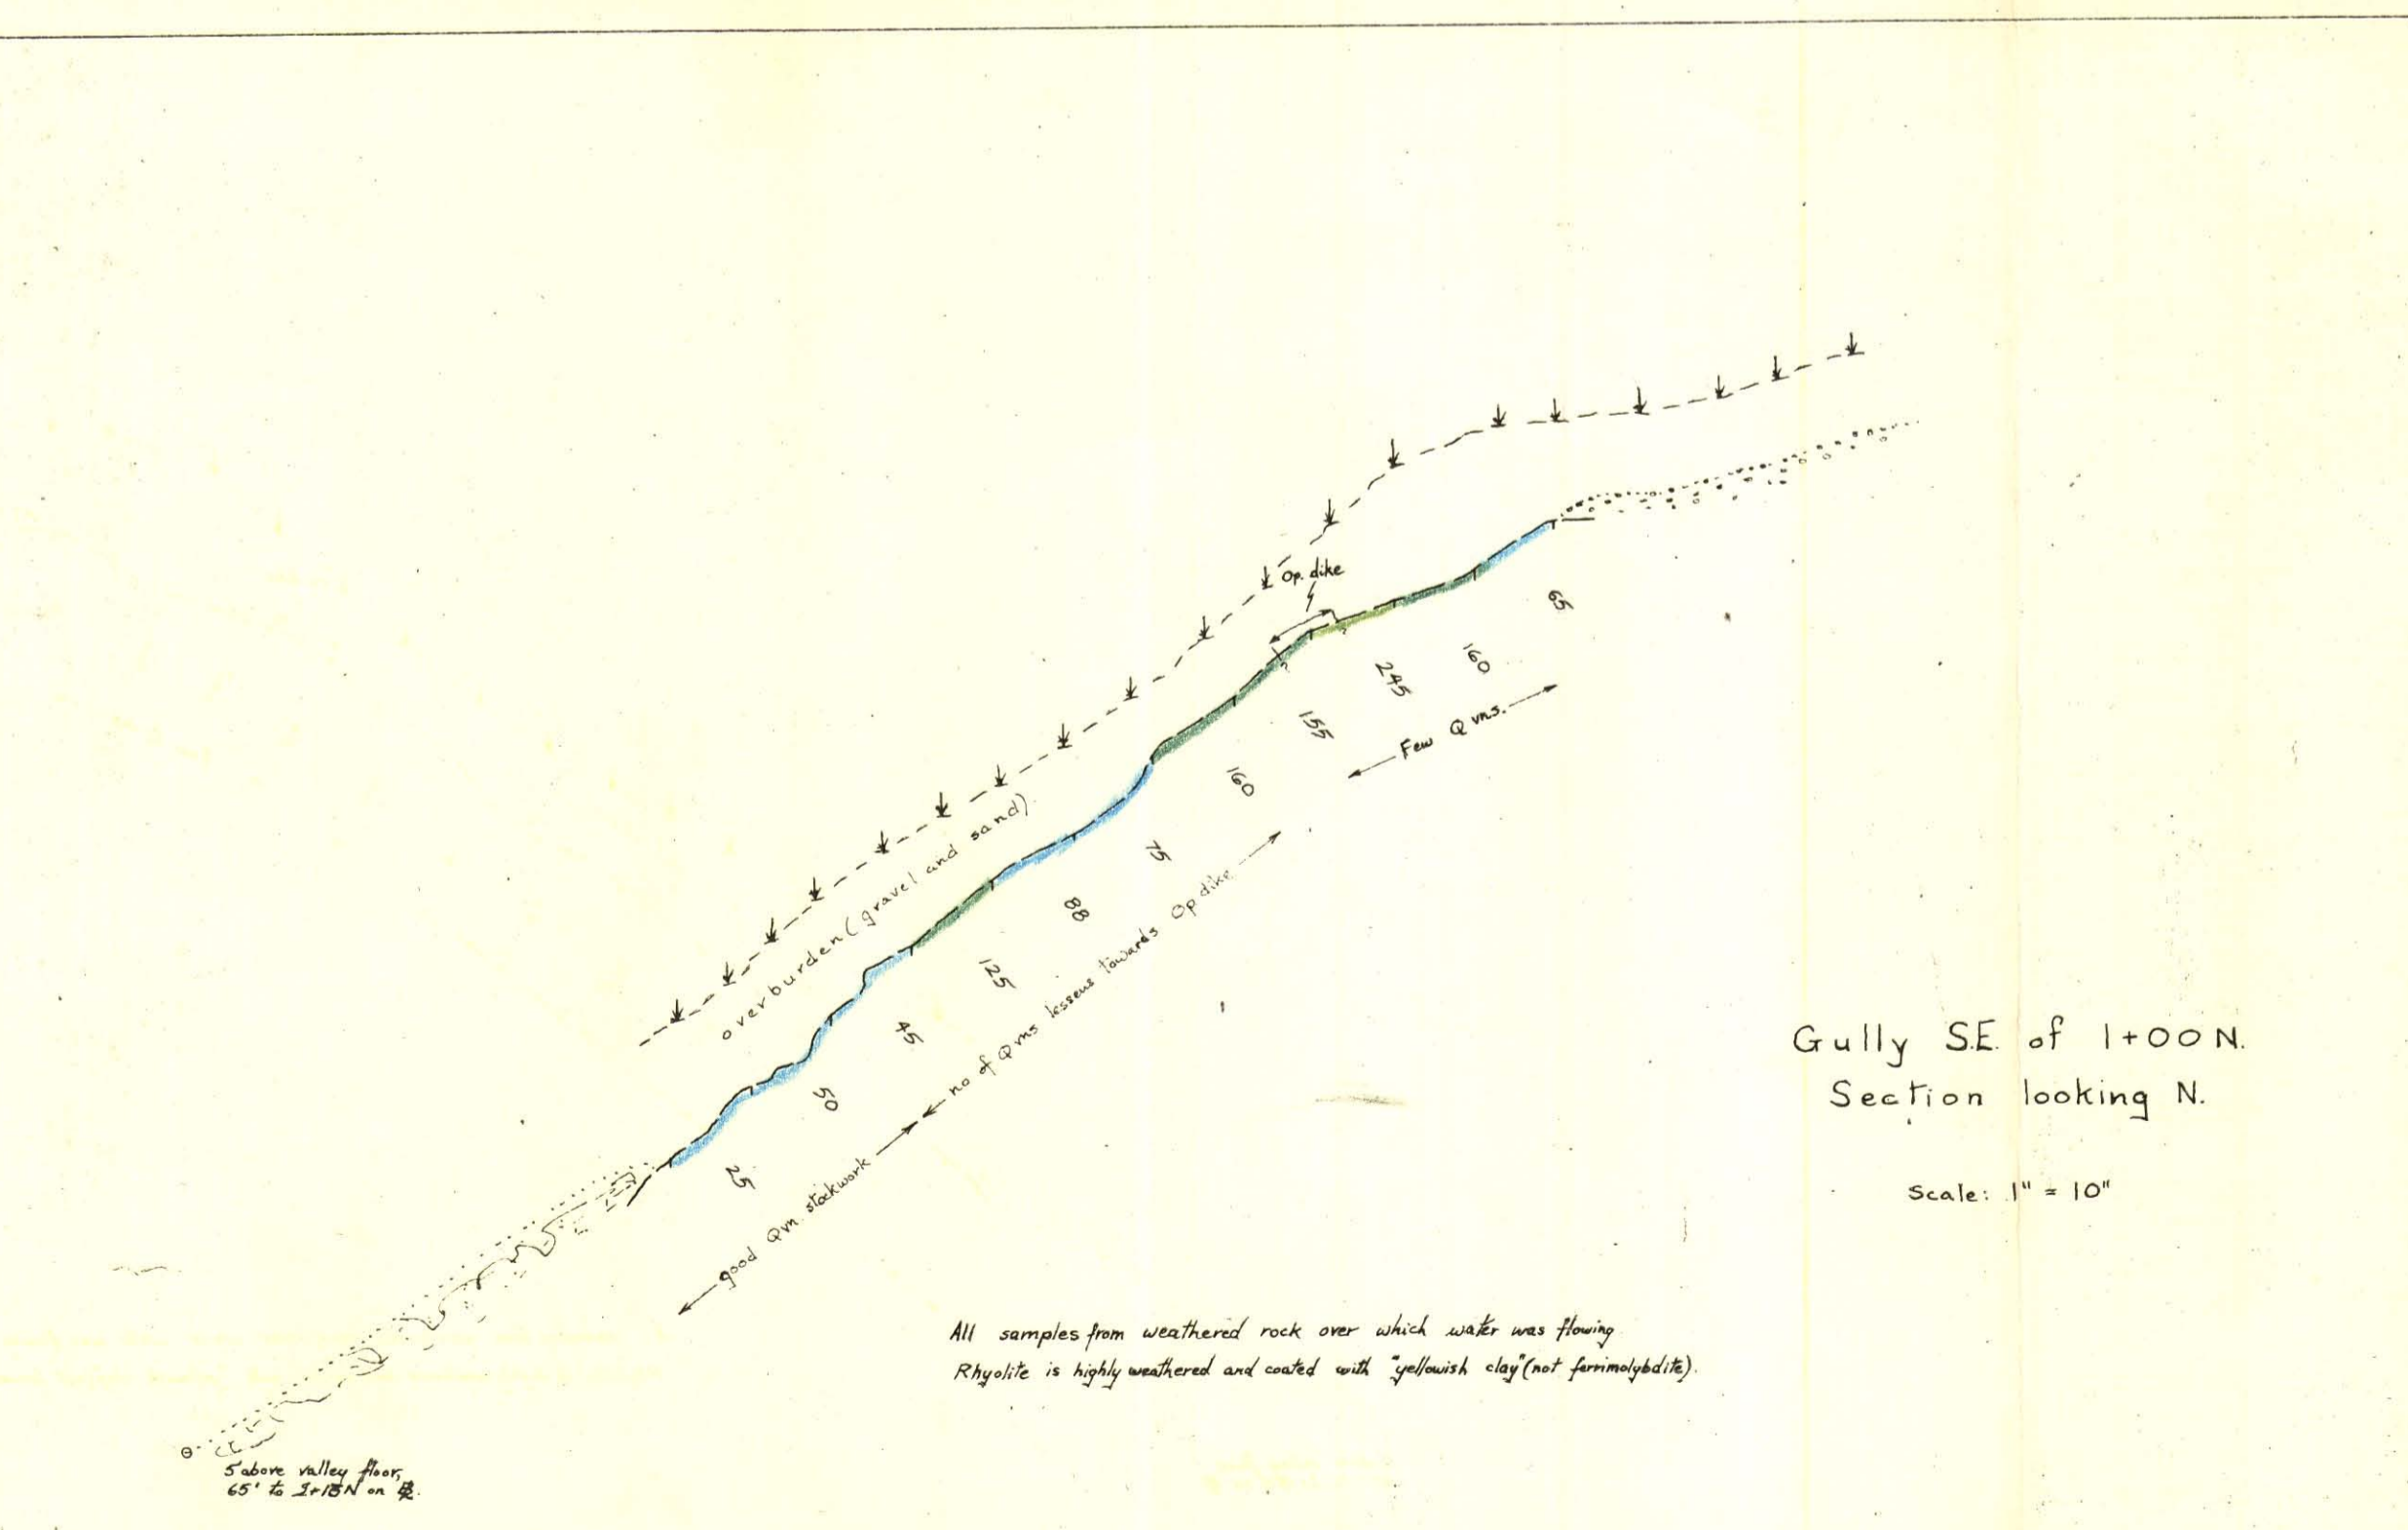 Op. dike
overburden (gravel and sand)
65
160
245
155
Few Q vns.
160
75
88
125
45
50
25
no of Q vns lessens towards Op dike
good Q vn. stockwork
Gully S.E. of 1+00 N.
Section looking N.
Scale: 1" = 10"
All samples from weathered rock over which water was flowing
Rhyolite is highly weathered and coated with "yellowish clay" (not ferrimolybdite).
5' above valley floor,
65' to N on